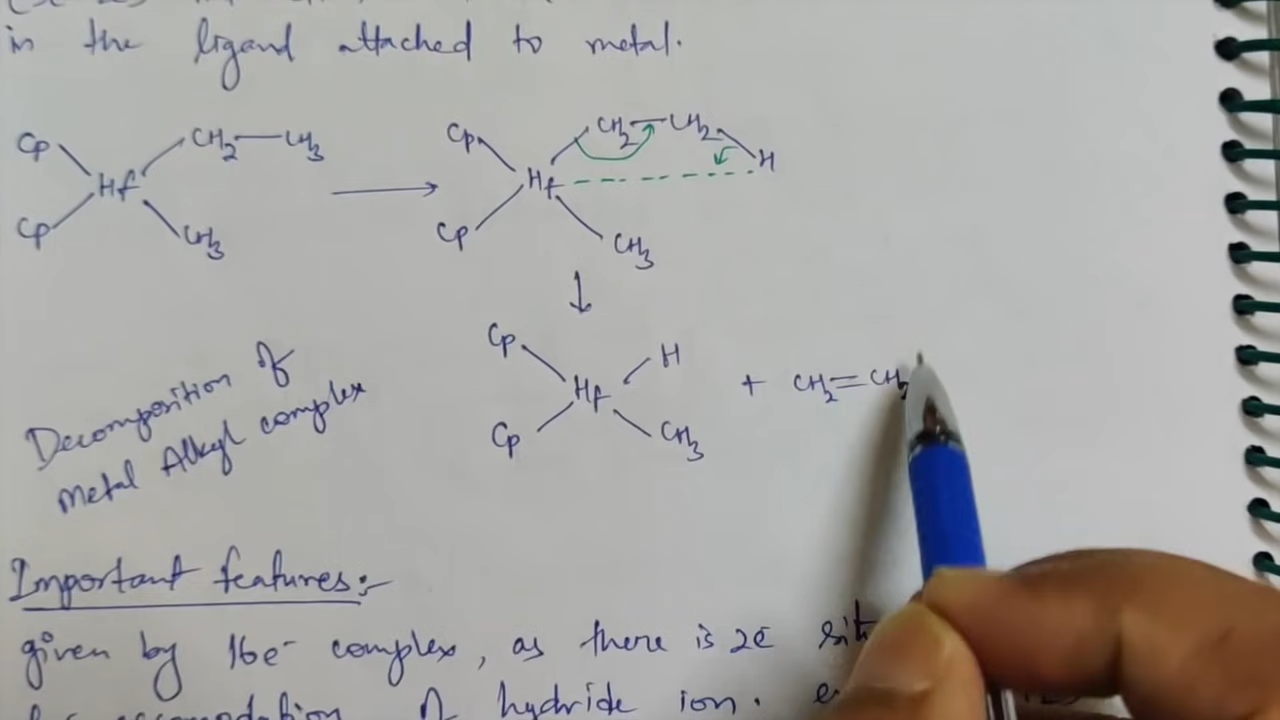 in the ligand attached to metal.
Cp Cp Hf CH2—CH3 CH3
Cp Cp Hf CH2—CH2 H CH3
Cp Cp Hf H CH3 + CH2=CH2
Decomposition of
Metal Alkyl complex
Important features:-
given by 16e- complex, as there is 2e
of hydride ion.